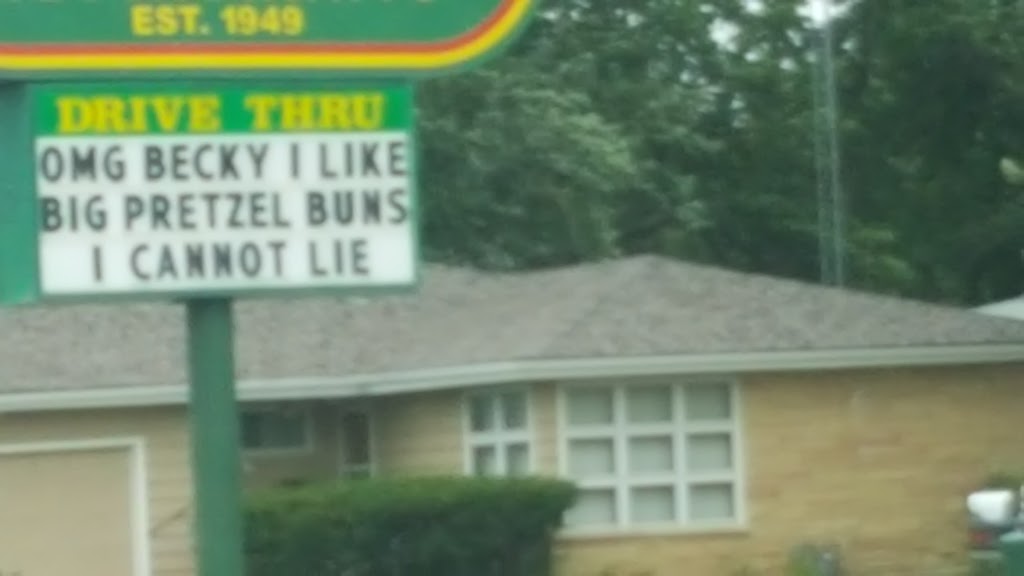 EST. 1949
DRIVE THRU
OMG BECKY I LIKE
BIG PRETZEL BUNS
I CANNOT LIE